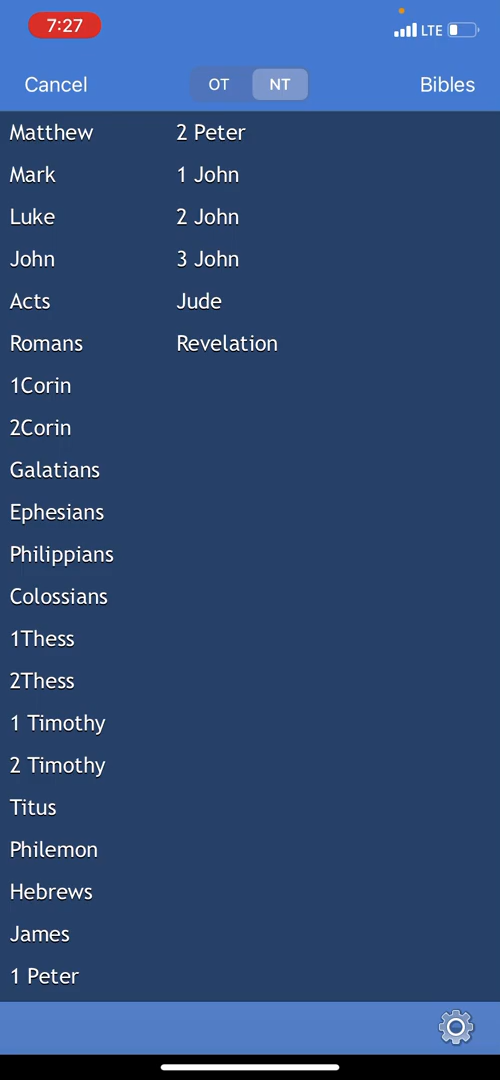 7:27
LTE
Cancel
OT
NT
Bibles
Matthew
Mark
Luke
John
Acts
Romans
1Corin
2Corin
Galatians
Ephesians
Philippians
Colossians
1Thess
2Thess
1 Timothy
2 Timothy
Titus
Philemon
Hebrews
James
1 Peter
2 Peter
1 John
2 John
3 John
Jude
Revelation